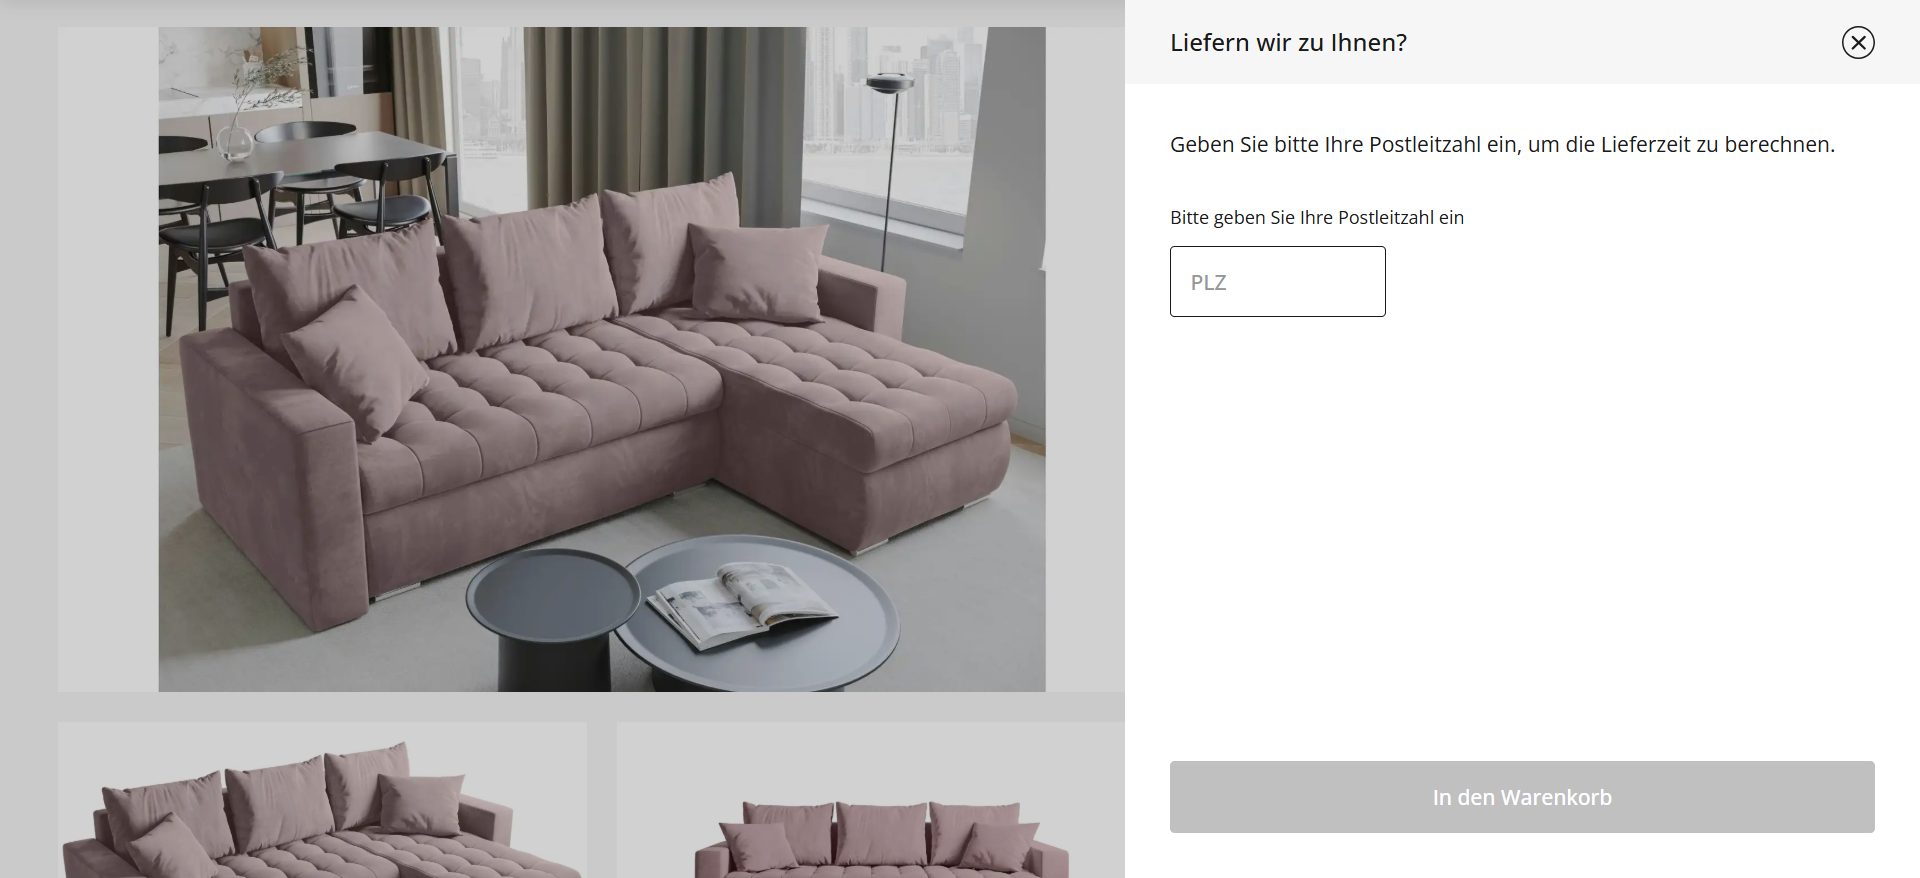 Liefern wir zu Ihnen?
Geben Sie bitte Ihre Postleitzahl ein, um die Lieferzeit zu berechnen.
Bitte geben Sie Ihre Postleitzahl ein
PLZ
In den Warenkorb